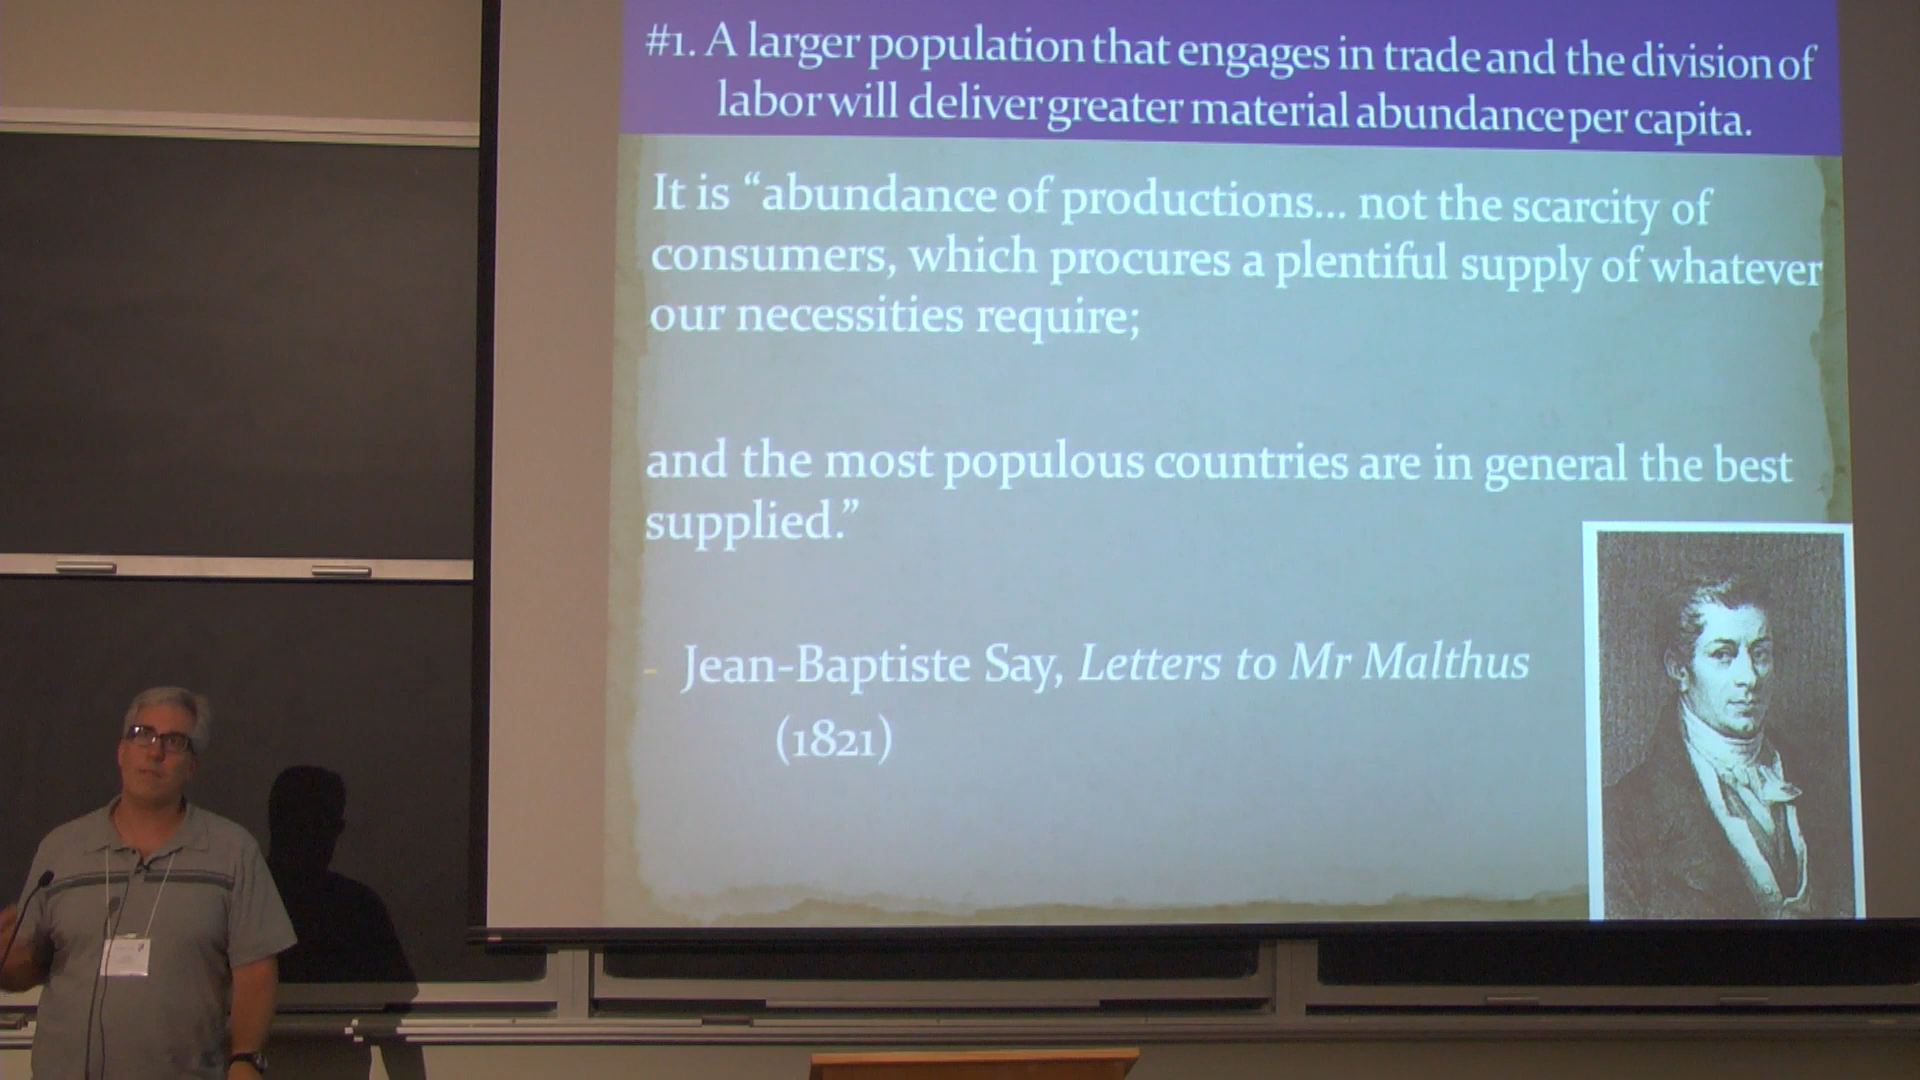 #1. A larger population that engages in trade and the division of
labor will deliver greater material abundance per capita.
It is “abundance of productions... not the scarcity of
consumers, which procures a plentiful supply of whatever
our necessities require;
and the most populous countries are in general the best
supplied.”
- Jean-Baptiste Say, Letters to Mr Malthus
(1821)